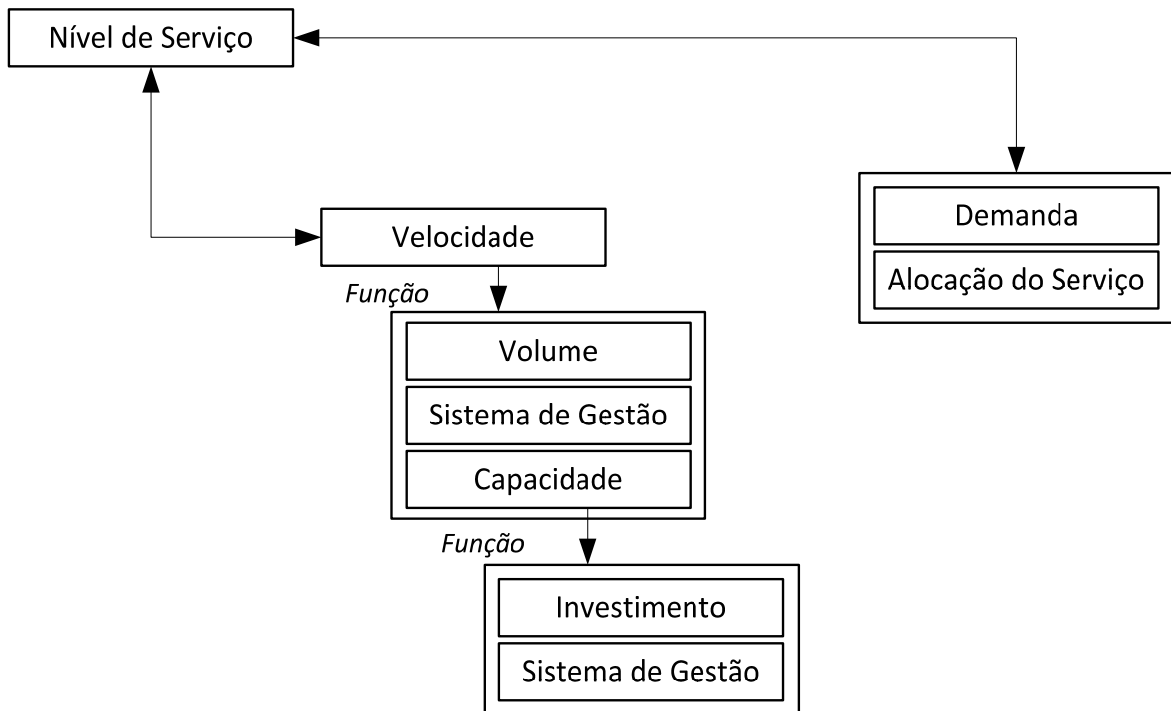 Nível de Serviço
Demanda
Alocação do Serviço
Velocidade
Função
Volume
Sistema de Gestão
Capacidade
Função
Investimento
Sistema de Gestão